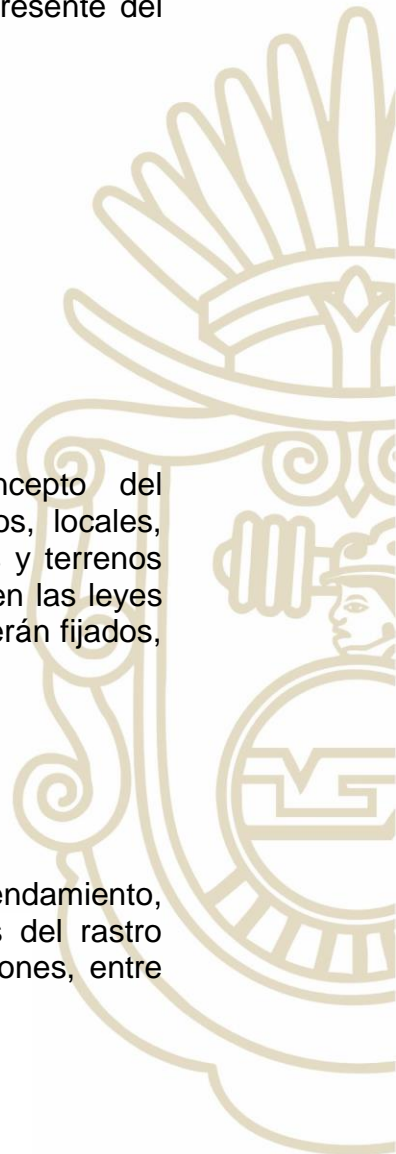 resente del
ncepto del
os, locales,
y terrenos
en las leyes
erán fijados,
endamiento,
s del rastro
ones, entre